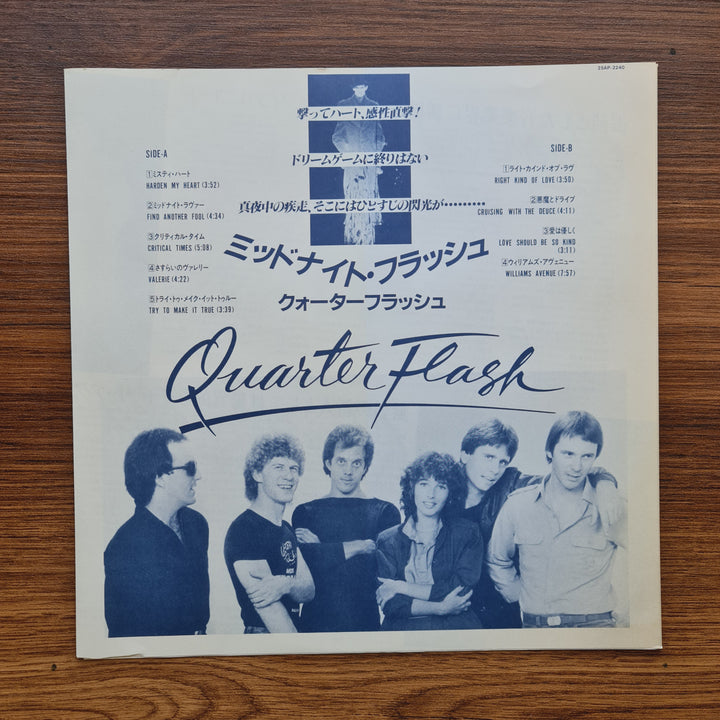 25AP-2240
撃ってハート、感性直撃!
ドリームゲームに終りはない
真夜中の疾走、そこにはひとすじの閃光が………
ミッドナイト・フラッシュ
クォーターフラッシュ
SIDE-A
1ミスティ・ハート
HARDEN MY HEART (3:52)
2ミッドナイト・ラヴァー
FIND ANOTHER FOOL (4:34)
3クリティカル・タイム
CRITICAL TIMES (5:08)
4さすらいのヴァレリー
VALERIE (4:22)
5トライ・トゥ・メイク・イット・トゥルー
TRY TO MAKE IT TRUE (3:39)
SIDE-B
1ライト・カインド・オブ・ラヴ
RIGHT KIND OF LOVE (3:50)
2悪魔とドライブ
CRUISING WITH THE DEUCE (4:11)
3愛は優しく
LOVE SHOULD BE SO KIND
(3:11)
4ウィリアムズ・アヴェニュー
WILLIAMS AVENUE (7:57)
Quarter Flash